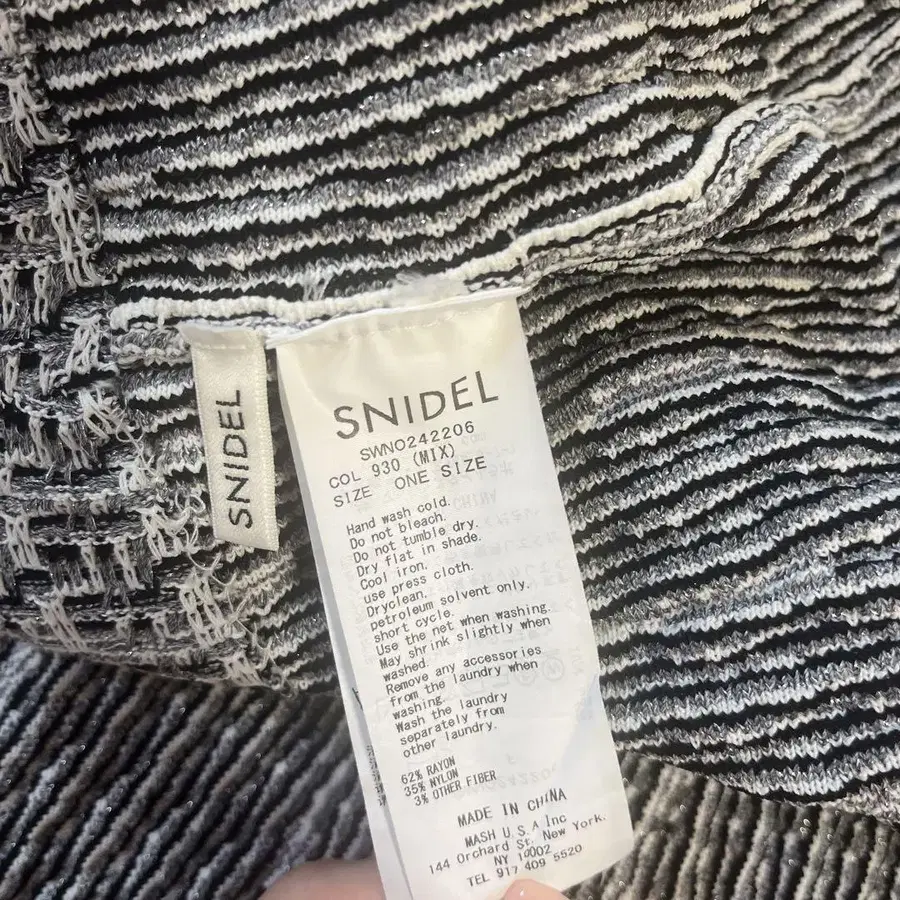 SNIDEL
SNIDEL
SWNO242206
COL 930 (MIX)
SIZE ONE SIZE
Hand wash cold.
Do not bleach.
Do not tumble dry.
Dry flat in shade.
Cool iron.
use press cloth.
Dryclean.
petroleum solvent only.
short cycle.
Use the net when washing.
May shrink slightly when
washed.
Remove any accessories
from the laundry when
washing.
Wash the laundry
separately from
other laundry.
62% RAYON
35% NYLON
3% OTHER FIBER
MADE IN CHINA
MASH U.S.A Inc
144 Orchard St. New York.
NY 10002
TEL 917 409 5520